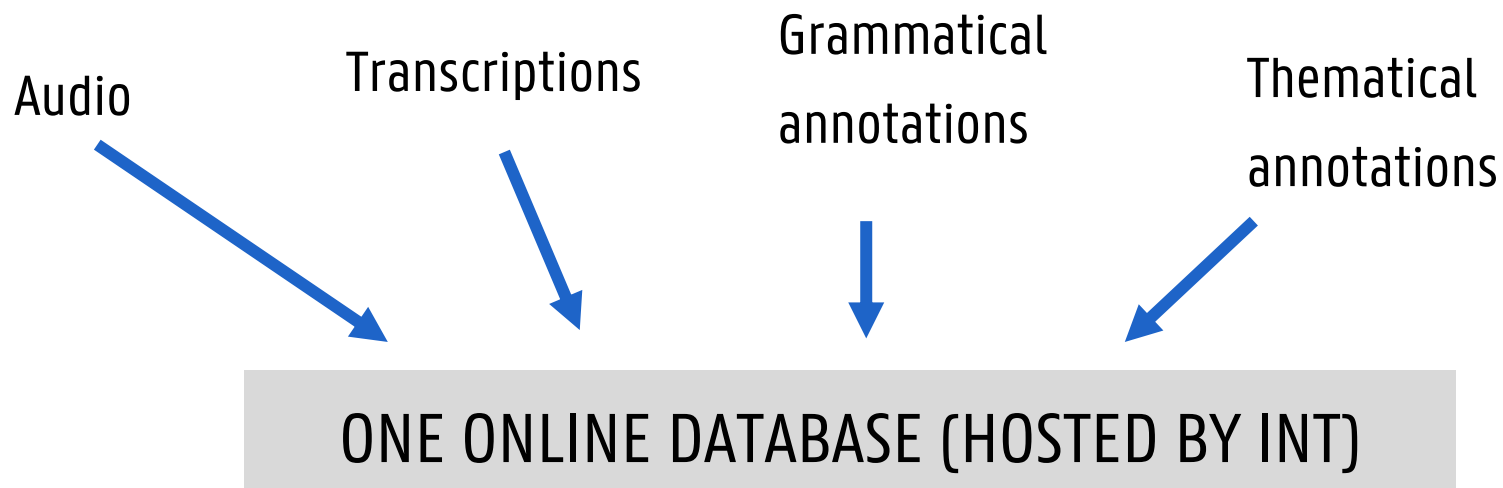 Audio
Transcriptions
Grammatical
annotations
Thematical
annotations
ONE ONLINE DATABASE (HOSTED BY INT)